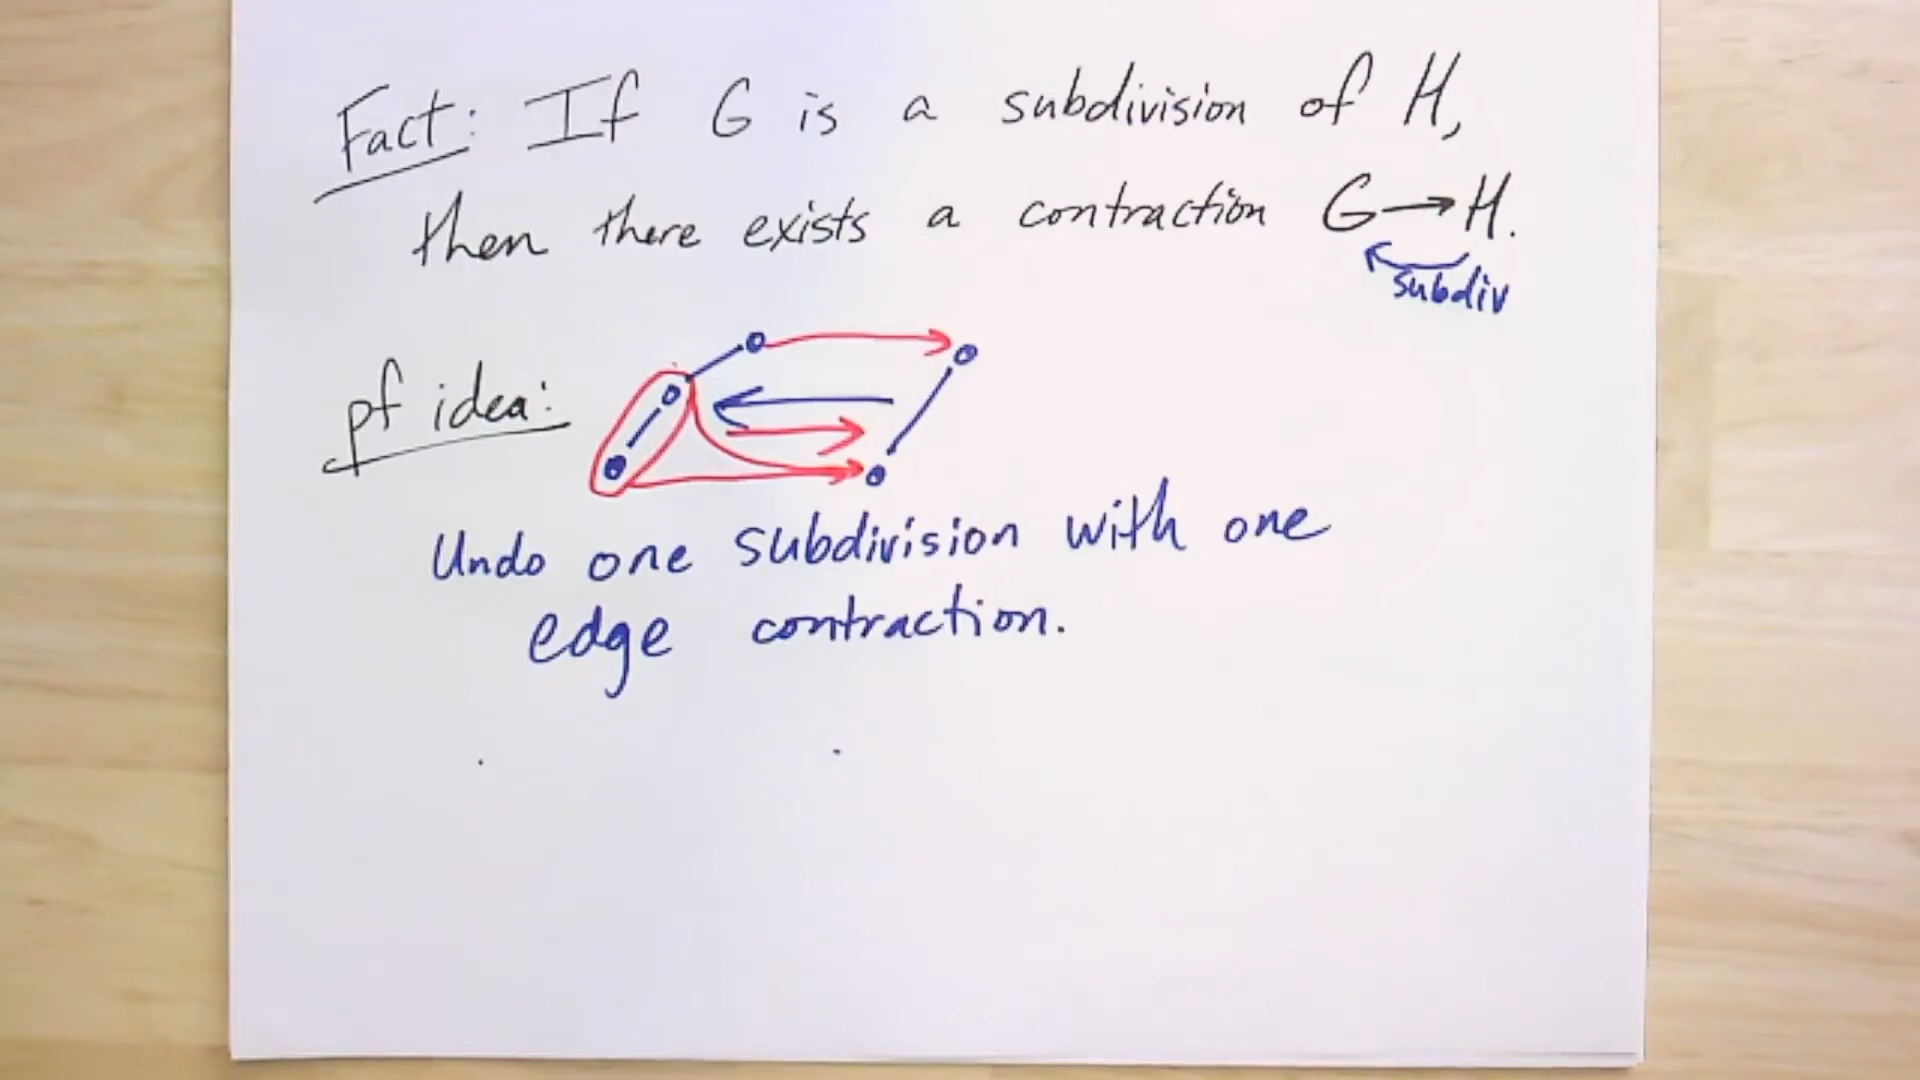 Fact: If G is a subdivision of H,
then there exists a contraction G→H.
subdiv
pf idea:
Undo one subdivision with one
edge contraction.